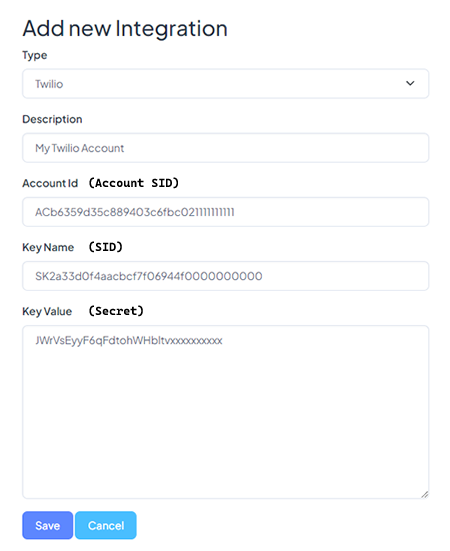 Add new Integration
Type
Twilio
Description
My Twilio Account
Account Id (Account SID)
ACb6359d35c889403c6fbc021111111111
Key Name (SID)
SK2a33d0f4aacbcf7f06944f0000000000
Key Value (Secret)
JWrVsEyyF6qFdtohWHbltvxxxxxxxxxx
Save Cancel